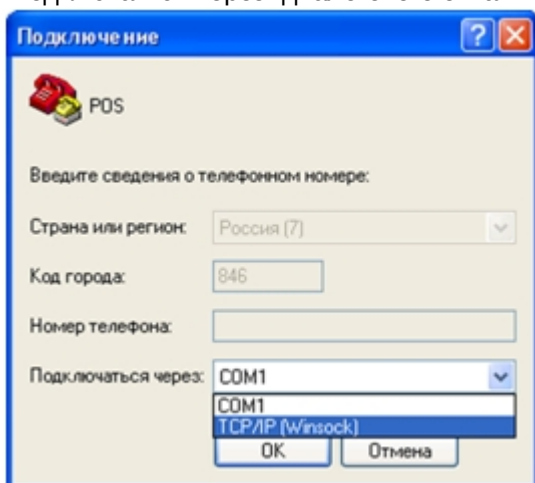 Подключение
POS
Введите сведения о телефонном номере:
Страна или регион: Россия (7)
Код города: 846
Номер телефона:
Подключаться через: COM1
COM1
TCP/IP (Winsock)
OK Отмена